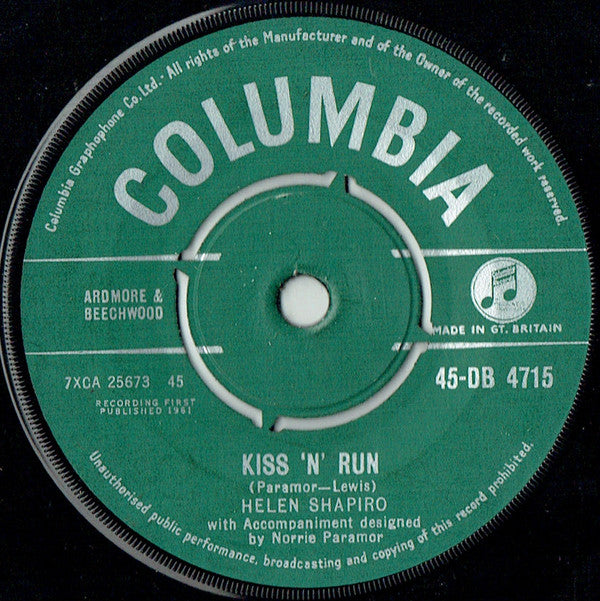 Columbia Graphophone Co. Ltd. - All rights of the Manufacturer and of the Owner of the recorded work reserved.
COLUMBIA
ARDMORE &
BEECHWOOD
MADE IN GT. BRITAIN
7XCA 25673 45
45-DB 4715
RECORDING FIRST
PUBLISHED 1961
KISS 'N' RUN
(Paramor—Lewis)
HELEN SHAPIRO
with Accompaniment designed
by Norrie Paramor
Unauthorised public performance, broadcasting and copying of this record prohibited.